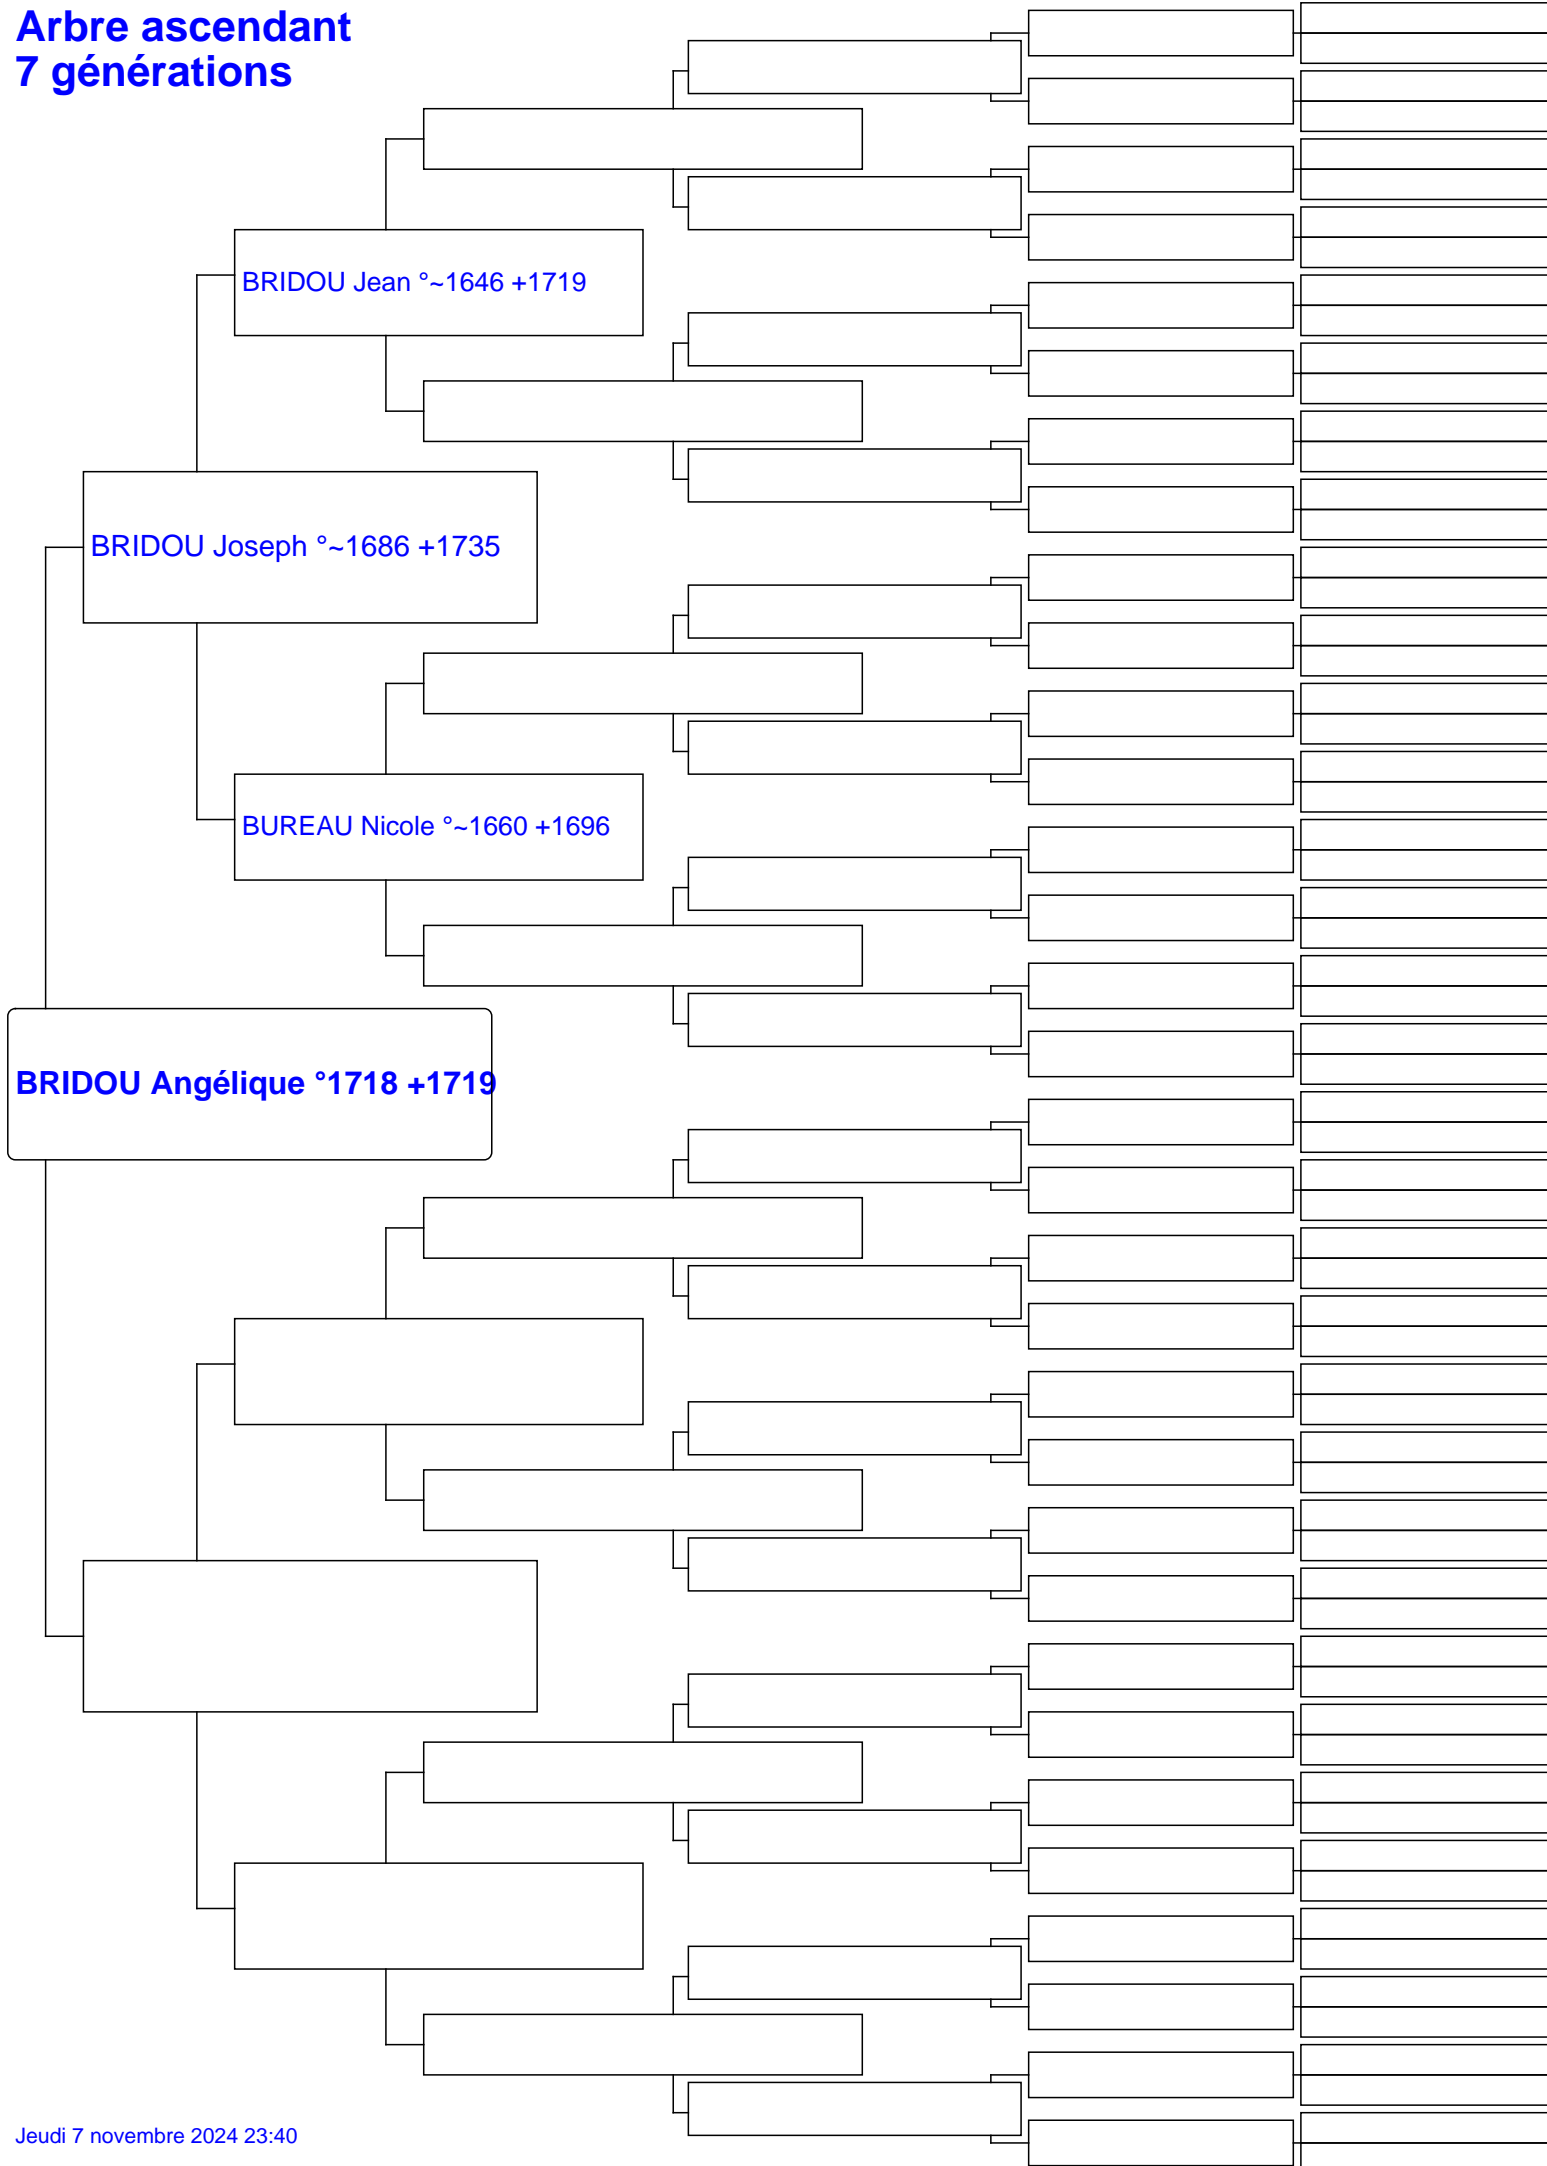 Arbre ascendant
7 générations
BRIDOU Jean °~1646 +1719
BRIDOU Joseph °~1686 +1735
BUREAU Nicole °~1660 +1696
BRIDOU Angélique °1718 +1719
Jeudi 7 novembre 2024 23:40